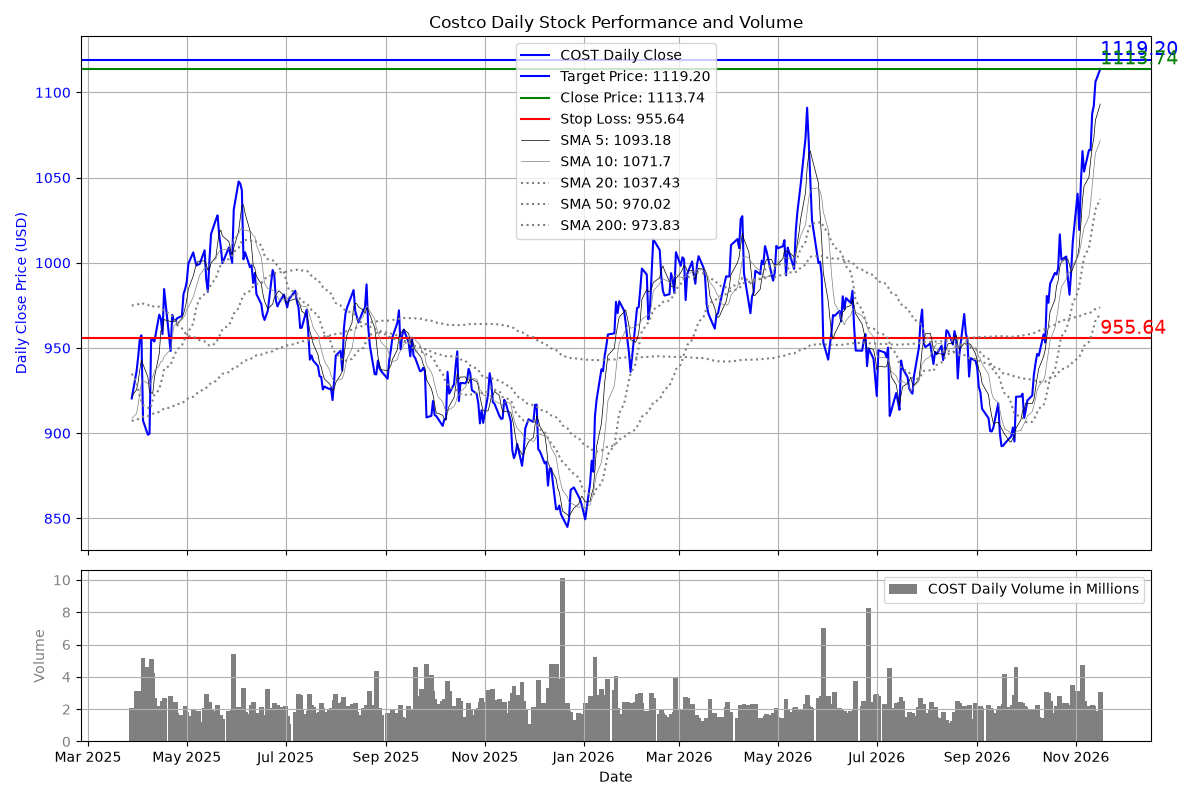 Costco Daily Stock Performance and Volume
1119.20
1113.74
COST Daily Close
Target Price: 1119.20
Close Price: 1113.74
Stop Loss: 955.64
SMA 5: 1093.18
SMA 10: 1071.7
SMA 20: 1037.43
SMA 50: 970.02
SMA 200: 973.83
Daily Close Price (USD)
1100
1050
1000
950
900
850
955.64
COST Daily Volume in Millions
Volume
10
8
6
4
2
0
Mar 2025 May 2025 Jul 2025 Sep 2025 Nov 2025 Jan 2026 Mar 2026 May 2026 Jul 2026 Sep 2026 Nov 2026
Date